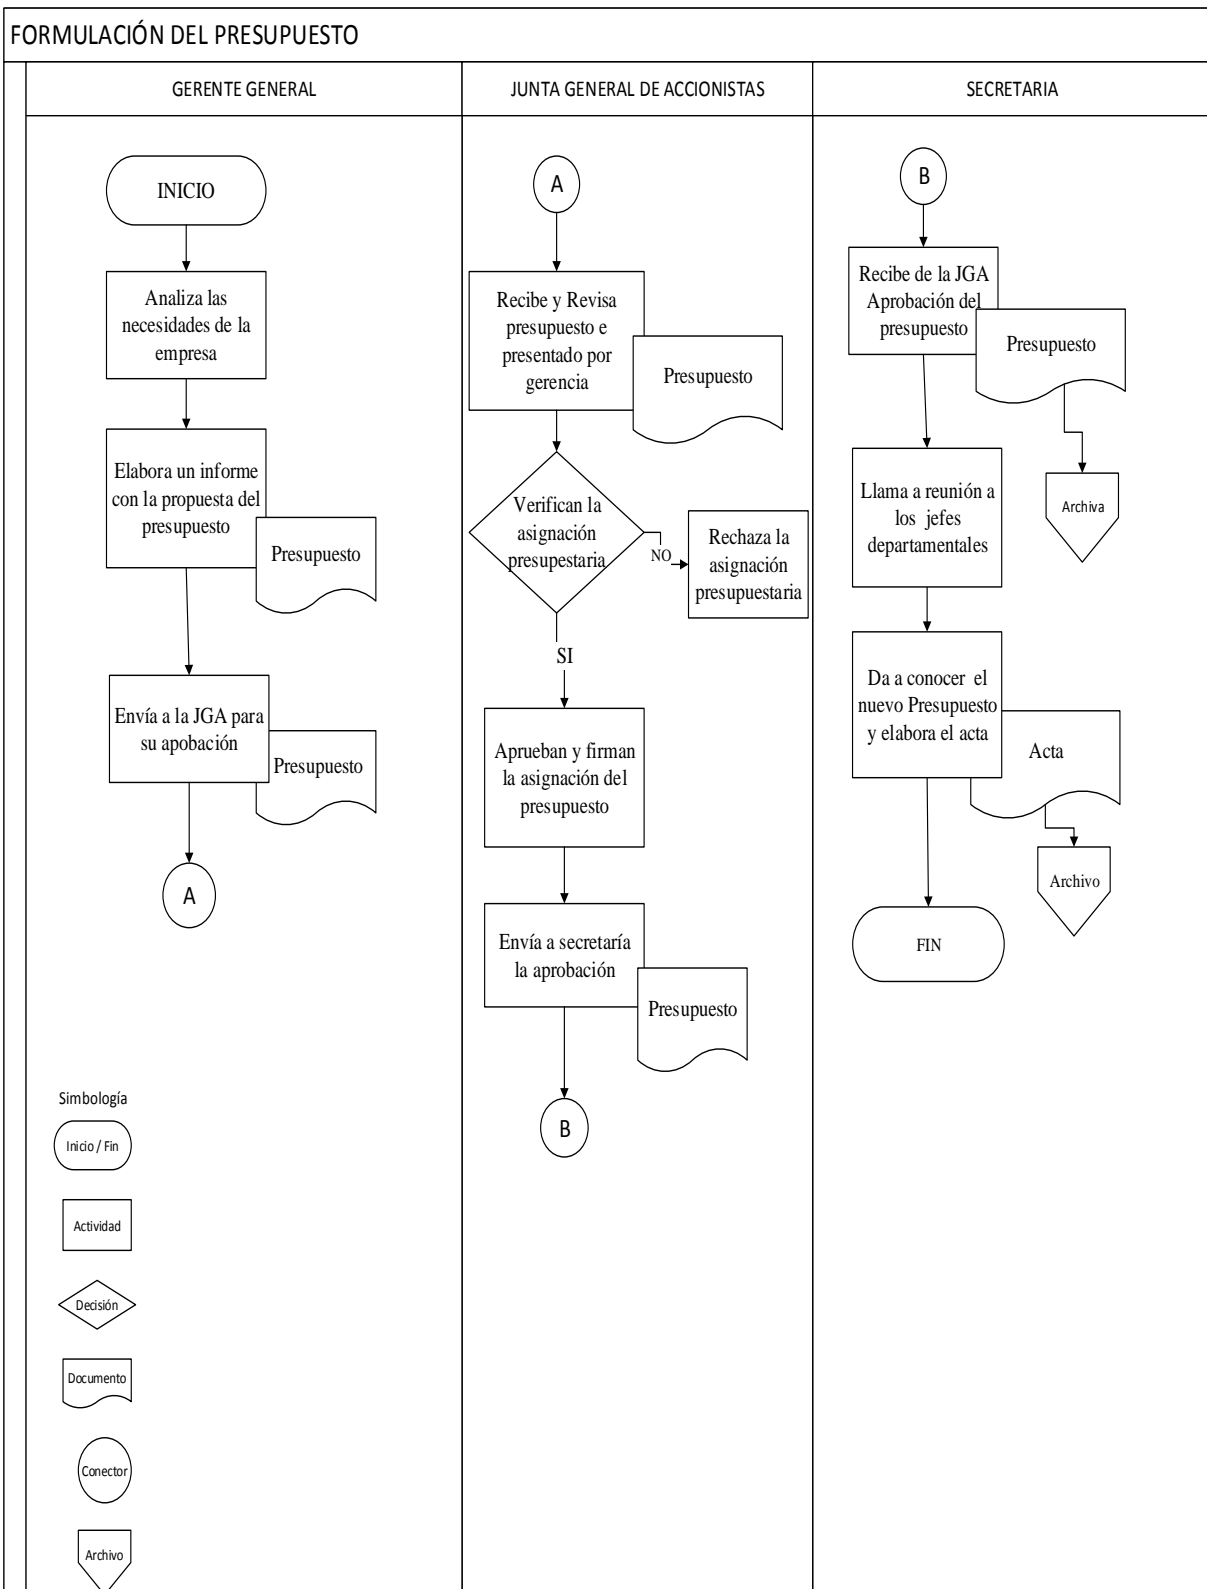 FORMULACIÓN DEL PRESUPUESTO
GERENTE GENERAL
JUNTA GENERAL DE ACCIONISTAS
SECRETARIA
INICIO
Analiza las
necesidades de la
empresa
Elabora un informe
con la propuesta del
presupuesto
Presupuesto
Envía a la JGA para
su apobación
Presupuesto
A
A
Recibe y Revisa
presupuesto e
presentado por
gerencia
Presupuesto
Verifican la
asignación
presupestaria
NO
Rechaza la
asignación
presupuestaria
SI
Aprueban y firman
la asignación del
presupuesto
Envía a secretaría
la aprobación
Presupuesto
B
B
Recibe de la JGA
Aprobación del
presupuesto
Presupuesto
Archiva
Llama a reunión a
los jefes
departamentales
Da a conocer el
nuevo Presupuesto
y elabora el acta
Acta
Archivo
FIN
Simbología
Inicio / Fin
Actividad
Decisión
Documento
Conector
Archivo